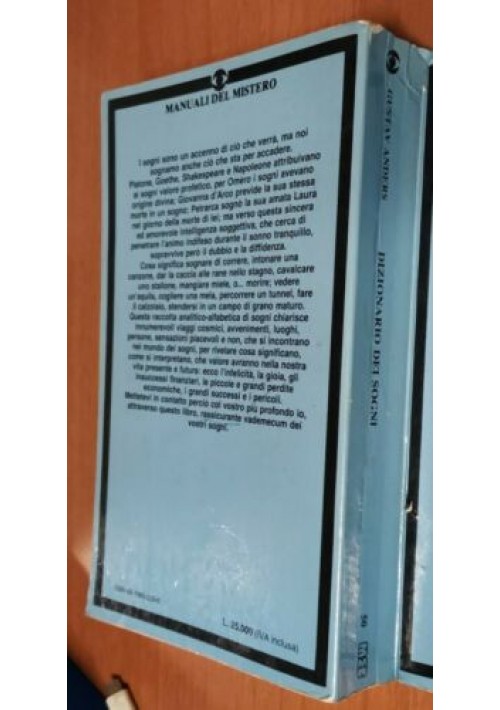 MANUALI DEL MISTERO
I sogni sono un accenno di ciò che verrà, ma noi
sogniamo anche ciò che sta per accadere.
Platone, Goethe, Shakespeare e Napoleone attribuivano
ai sogni valore profetico, per Omero i sogni avevano
origine divina; Giovanna d'Arco previde la sua stessa
morte in un sogno; Petrarca sognò la sua amata Laura
nel giorno della morte di lei; ma verso questa sincera
ed amorevole intelligenza soggettiva, che cerca di
penetrare l'animo indifeso durante il sonno tranquillo,
sopravvive però il dubbio e la diffidenza.
Cosa significa sognare di correre, intonare una
canzone, dar la caccia alle rane nello stagno, cavalcare
uno stallone, mangiare miele, o... morire; vedere
un'aquila, cogliere una mela, percorrere un tunnel, fare
il calzolaio, stendersi in un campo di grano maturo.
Questa raccolta analitico-alfabetica di sogni chiarisce
innumerevoli viaggi cosmici, avvenimenti, luoghi,
persone, sensazioni piacevoli e non, che si incontrano
nel mondo dei sogni, per rivelare cosa significano,
come si interpretano, che valore avranno nella nostra
vita presente e futura: ecco l'infelicità, la gioia, gli
insuccessi finanziari, le piccole e grandi perdite
economiche, i grandi successi e i pericoli.
Mettetevi in contatto perciò col vostro più profondo io,
attraverso questo libro, rassicurante vademecum dei
vostri sogni.
L. 25.000 (IVA inclusa)
GUSTAV ANDERS
DIZIONARIO DEI SOGNI
50
MEB